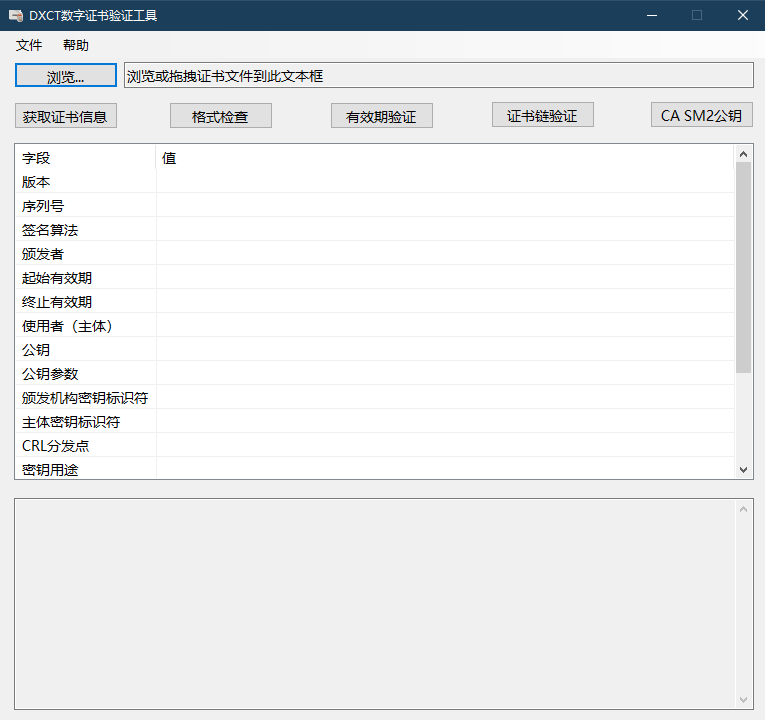 DXCT数字证书验证工具
文件 帮助
浏览... 浏览或拖拽证书文件到此文本框
获取证书信息 格式检查 有效期验证 证书链验证 CA SM2公钥
字段 值
版本
序列号
签名算法
颁发者
起始有效期
终止有效期
使用者（主体）
公钥
公钥参数
颁发机构密钥标识符
主体密钥标识符
CRL分发点
密钥用途